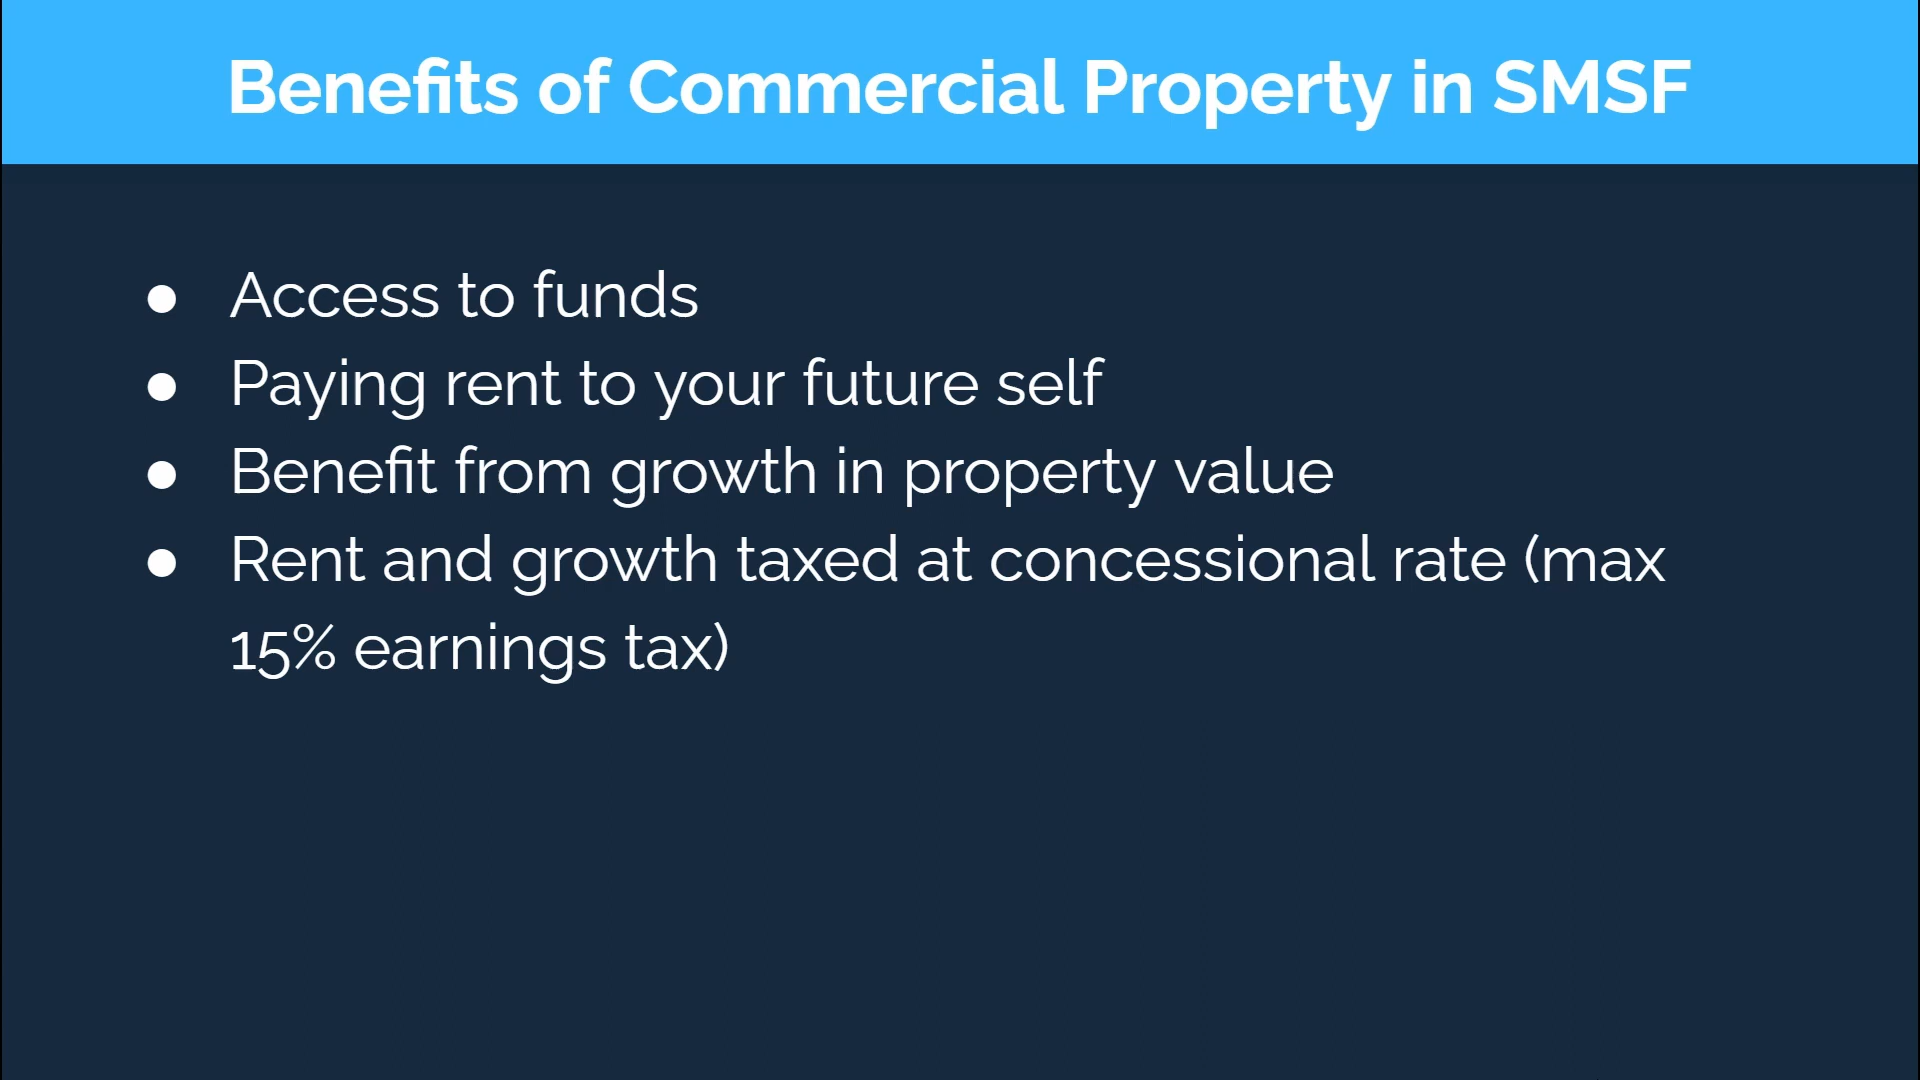 Benefits of Commercial Property in SMSF
● Access to funds
● Paying rent to your future self
● Benefit from growth in property value
● Rent and growth taxed at concessional rate (max
15% earnings tax)